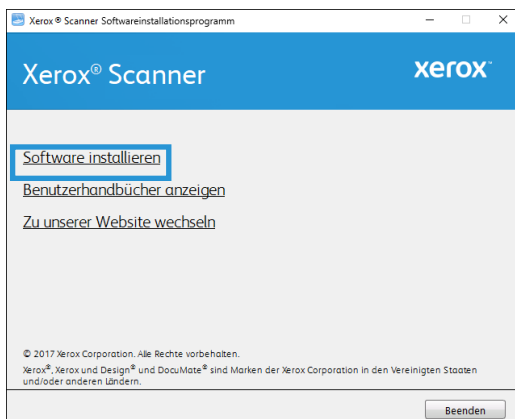 Xerox® Scanner Softwareinstallationsprogramm
Xerox® Scanner
xerox™
Software installieren
Benutzerhandbücher anzeigen
Zu unserer Website wechseln
© 2017 Xerox Corporation. Alle Rechte vorbehalten.
Xerox®, Xerox und Design® und DocuMate® sind Marken der Xerox Corporation in den Vereinigten Staaten
und/oder anderen Ländern.
Beenden